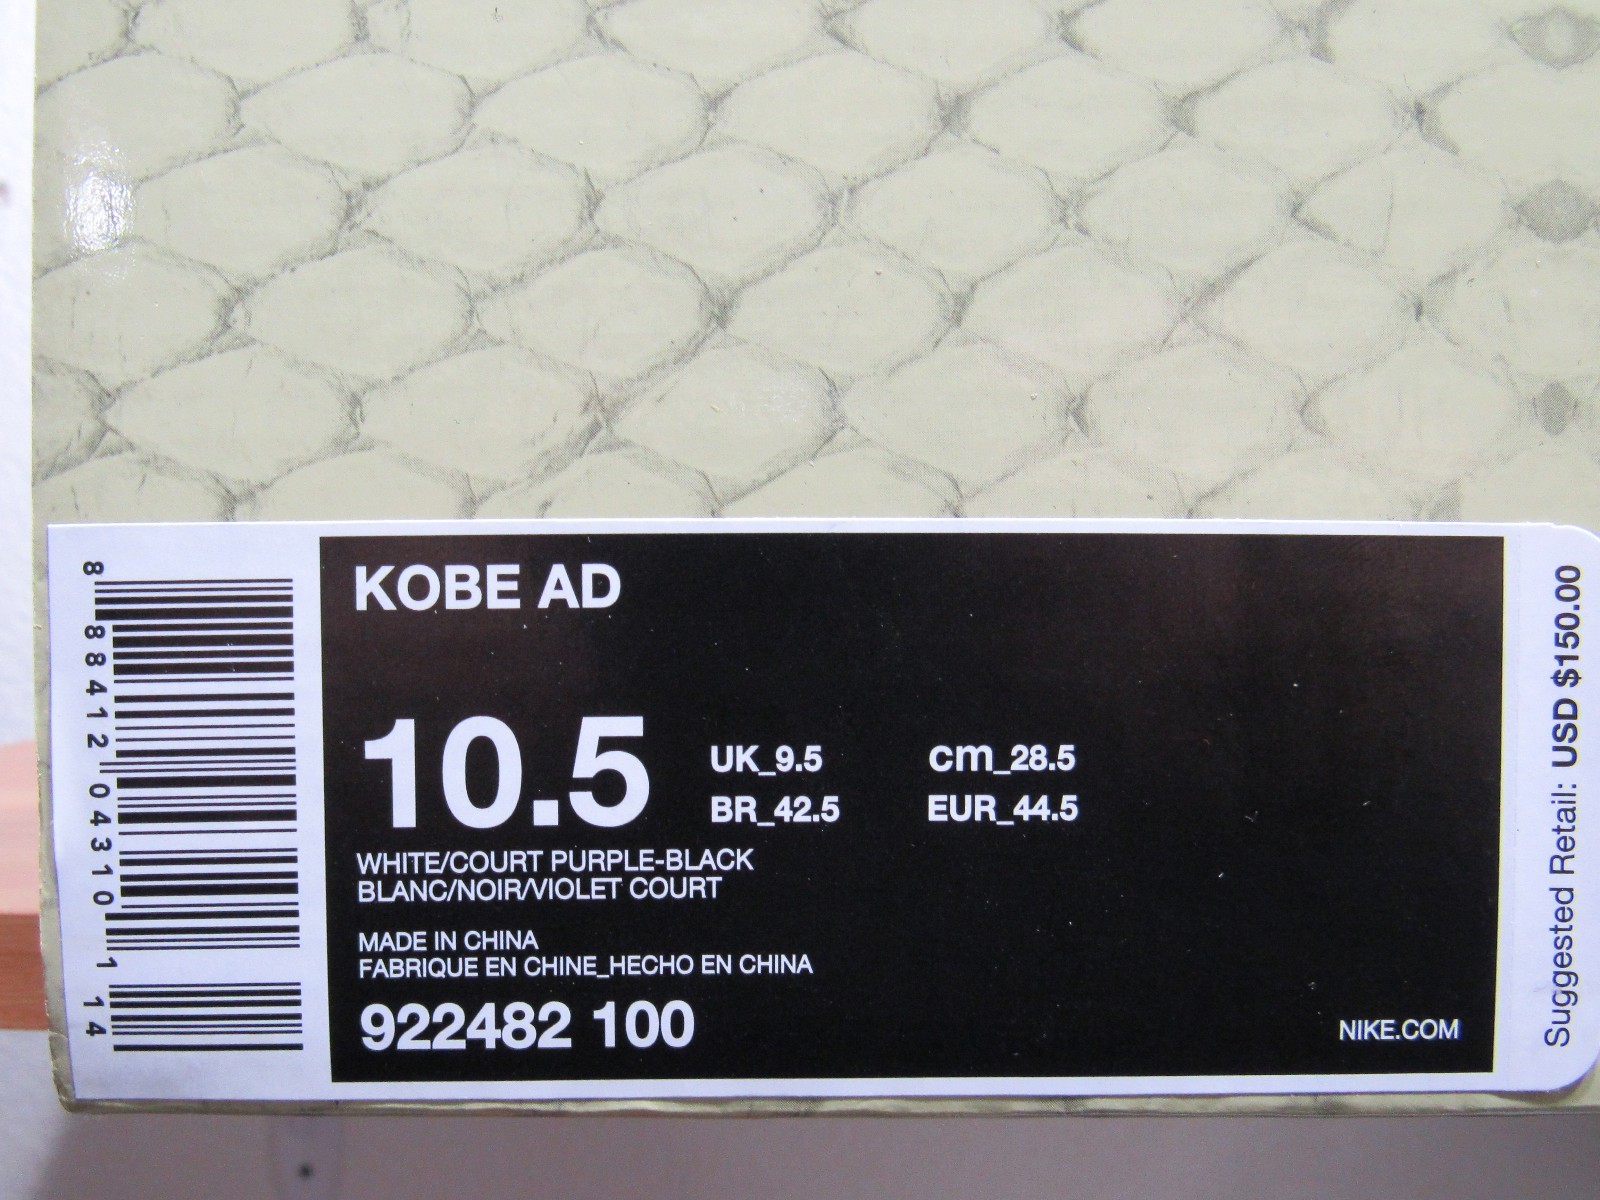 KOBE AD
10.5
UK_9.5 cm_28.5
BR_42.5 EUR_44.5
WHITE/COURT PURPLE-BLACK
BLANC/NOIR/VIOLET COURT
MADE IN CHINA
FABRIQUE EN CHINE_HECHO EN CHINA
922482 100
NIKE.COM
8 88412 04310 1 14
Suggested Retail: USD $150.00